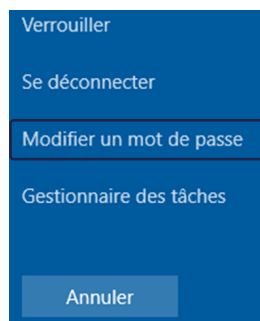 Verrouiller
Se déconnecter
Modifier un mot de passe
Gestionnaire des tâches
Annuler